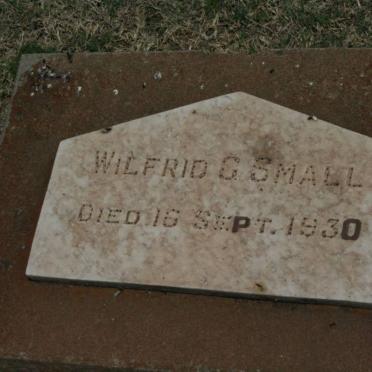 WILFRID G SMALL
DIED 16 SEPT. 1930